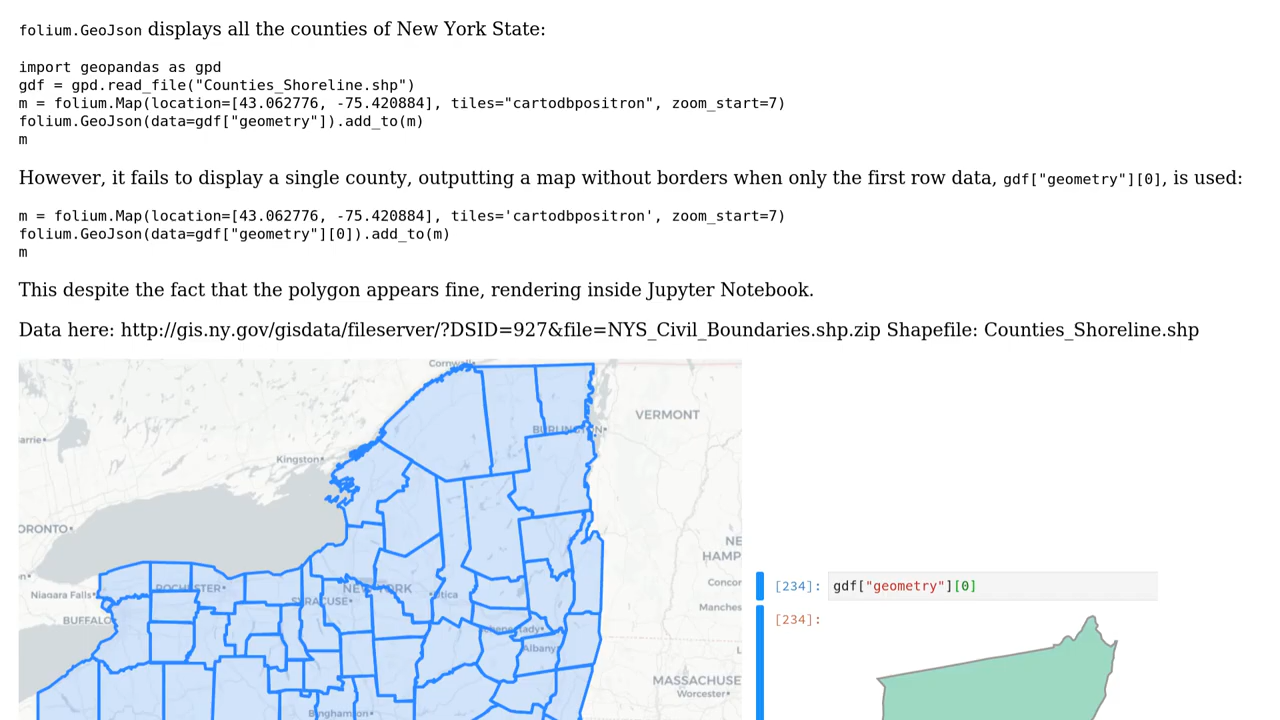 folium.GeoJson displays all the counties of New York State:
import geopandas as gpd
gdf = gpd.read_file("Counties_Shoreline.shp")
m = folium.Map(location=[43.062776, -75.420884], tiles="cartodbpositron", zoom_start=7)
folium.GeoJson(data=gdf["geometry"]).add_to(m)
m
However, it fails to display a single county, outputting a map without borders when only the first row data, gdf["geometry"][0], is used:
m = folium.Map(location=[43.062776, -75.420884], tiles='cartodbpositron', zoom_start=7)
folium.GeoJson(data=gdf["geometry"][0]).add_to(m)
m
This despite the fact that the polygon appears fine, rendering inside Jupyter Notebook.
Data here: http://gis.ny.gov/gisdata/fileserver/?DSID=927&file=NYS_Civil_Boundaries.shp.zip Shapefile: Counties_Shoreline.shp
Cornwall
VERMONT
BURLINGTON
arrie
Kingston
ORONTO
NE
HAMP
Concor
Niagara Falls
ROCHESTER
NEW YORK
SYRACUSE
Utica
Manches
BUFFALO
Schenectady
Albany
L
MASSACHUSE
Worcester
Binghamton
[234]: gdf["geometry"][0]
[234]: